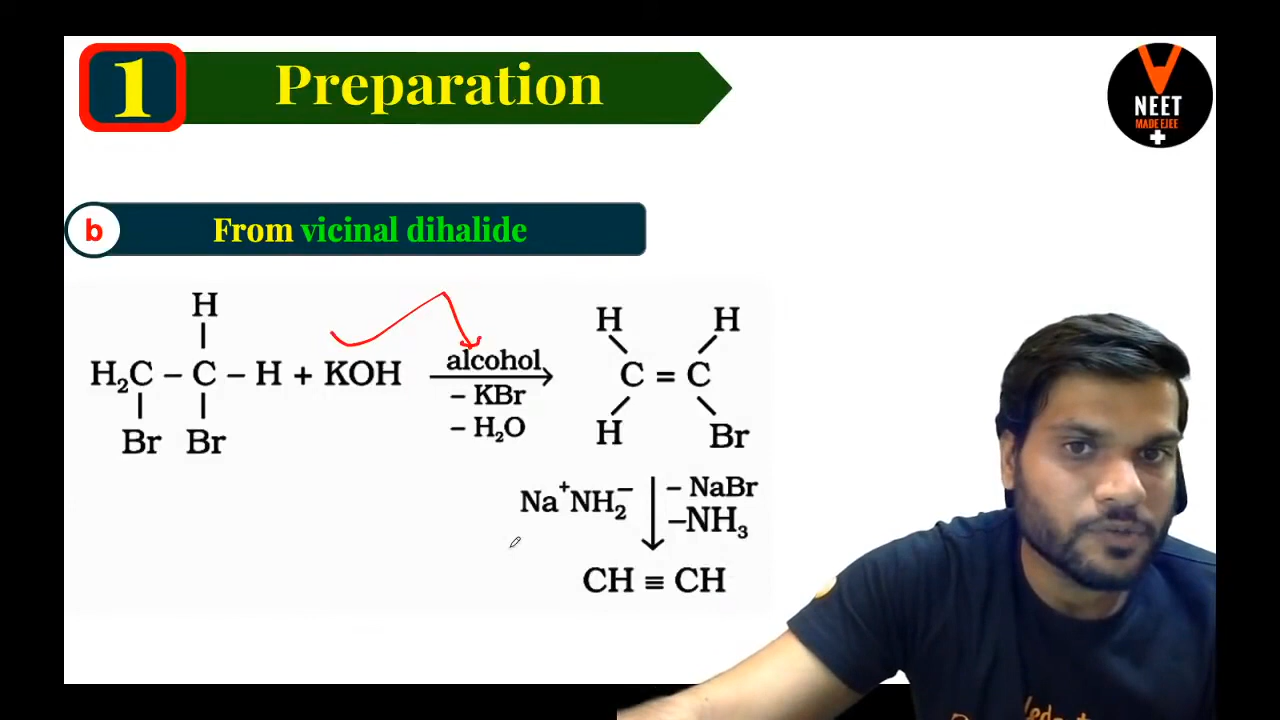 1
Preparation
NEET
MADE EJEE
b
From vicinal dihalide
H
H₂C – C – H + KOH
Br Br
alcohol
– KBr
– H₂O
H H
C = C
H Br
Na⁺NH₂⁻
– NaBr
–NH₃
CH ≡ CH